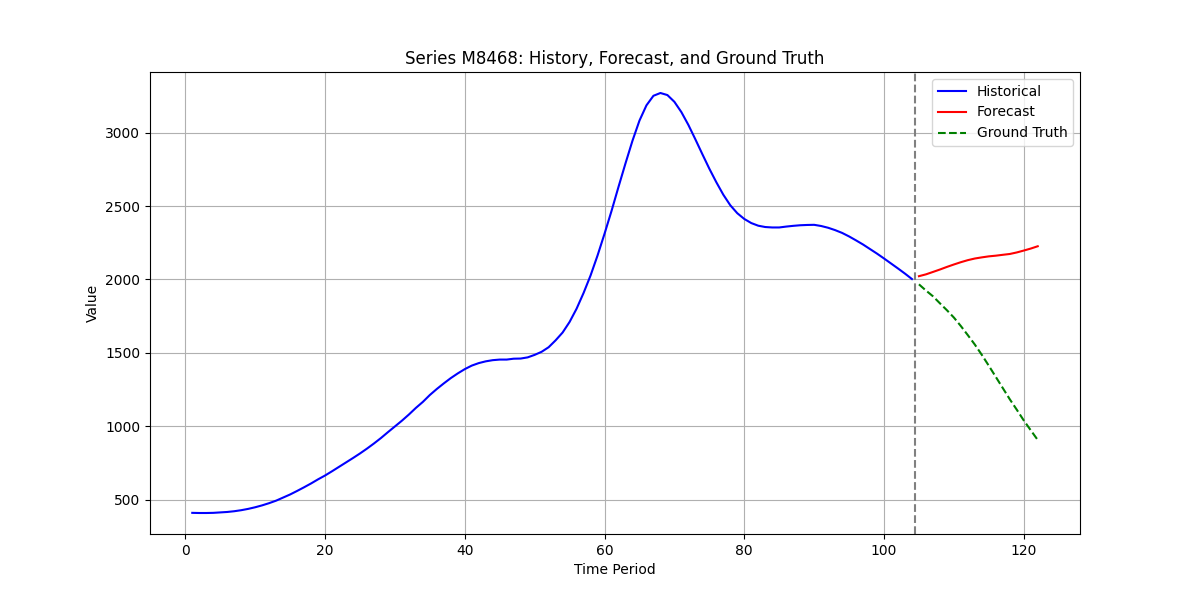 Series M8468: History, Forecast, and Ground Truth
Historical
Forecast
Ground Truth
Value
3000
2500
2000
1500
1000
500
0 20 40 60 80 100 120
Time Period